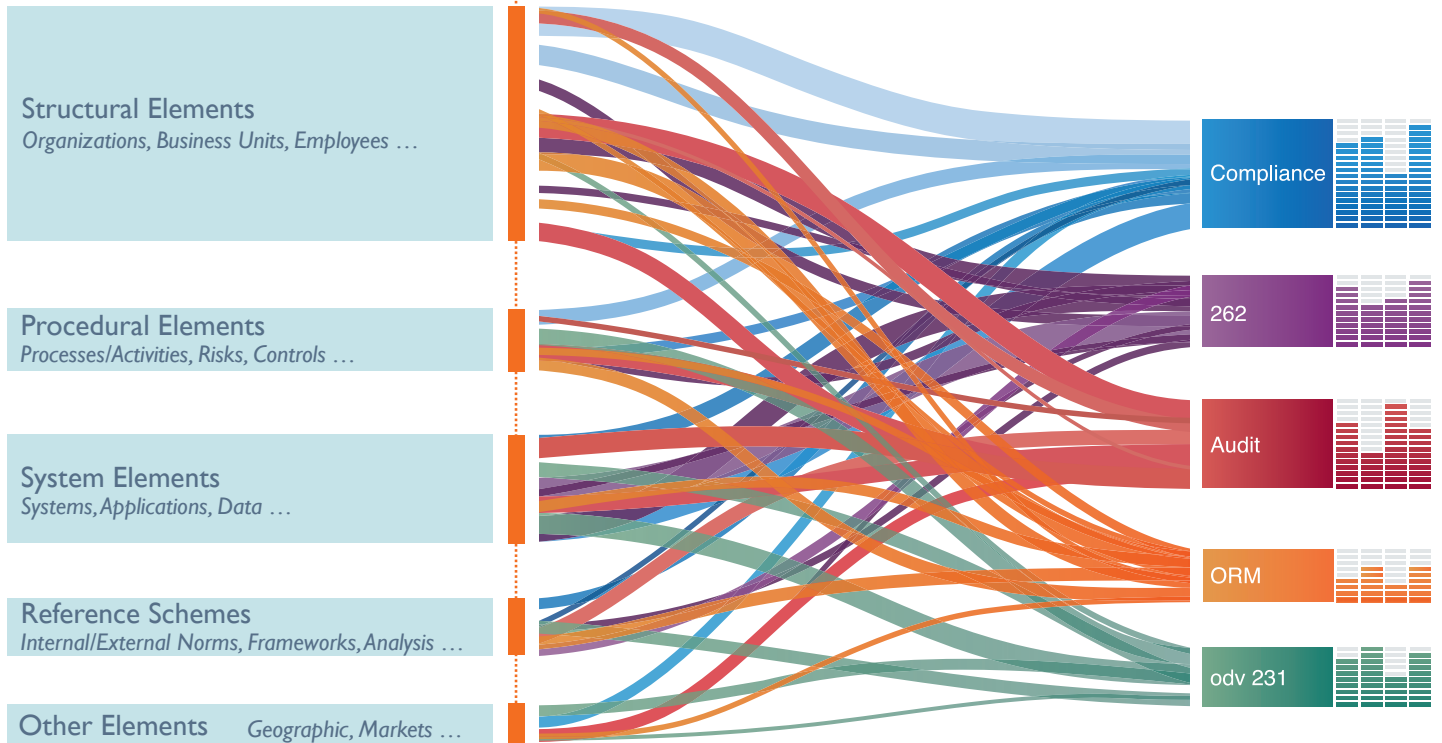 Structural Elements
Organizations, Business Units, Employees …
Procedural Elements
Processes/Activities, Risks, Controls …
System Elements
Systems, Applications, Data …
Reference Schemes
Internal/External Norms, Frameworks, Analysis …
Other Elements Geographic, Markets …
Compliance
262
Audit
ORM
odv 231